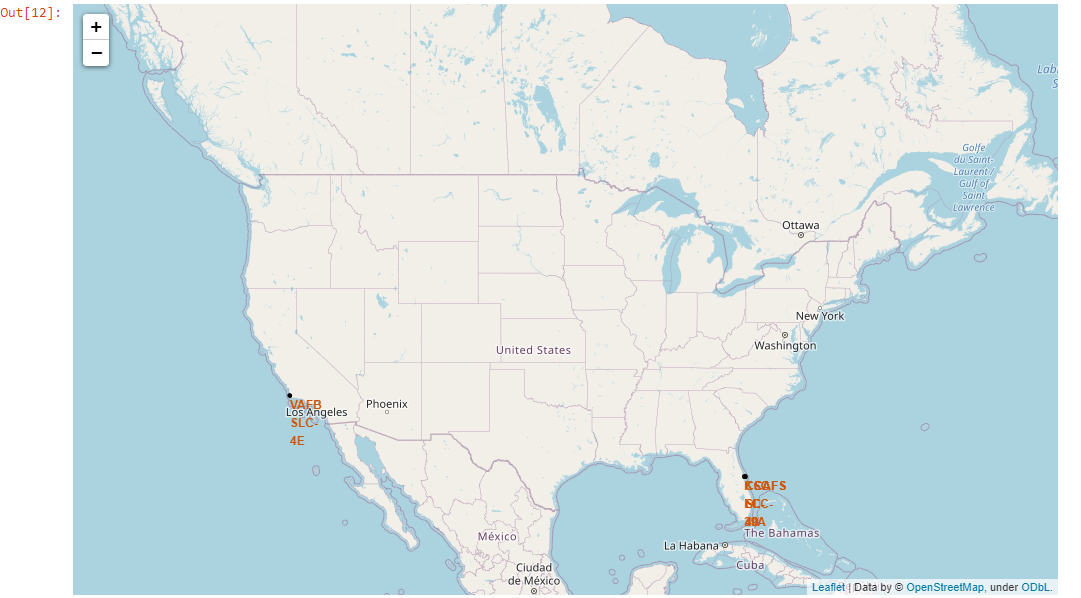 Out[12]:
+
−
Golfe
du Saint-
Laurent /
Gulf of
Saint
Lawrence
Ottawa
New York
Washington
United States
Phoenix
Los Angeles
VAFB
SLC-
4E
The Bahamas
La Habana
México
Cuba
Ciudad
de México
Leaflet | Data by © OpenStreetMap, under ODbL.